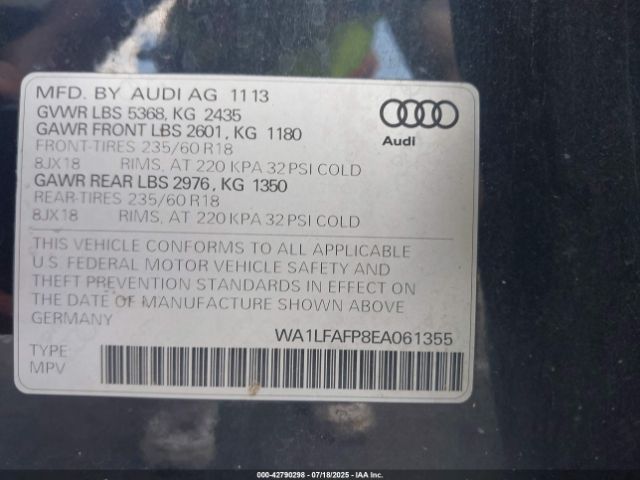 MFD. BY AUDI AG 11 13
GVWR LBS 5368, KG 2435
GAWR FRONT LBS 2601, KG 1180
FRONT-TIRES 235/60 R18
8JX18 RIMS, AT 220 KPA 32 PSI COLD
GAWR REAR LBS 2976, KG 1350
REAR-TIRES 235/60 R18
8JX18 RIMS, AT 220 KPA 32 PSI COLD
Audi
THIS VEHICLE CONFORMS TO ALL APPLICABLE
U.S. FEDERAL MOTOR VEHICLE SAFETY AND
THEFT PREVENTION STANDARDS IN EFFECT ON
THE DATE OF MANUFACTURE SHOWN ABOVE
GERMANY
WA1LFAFP8EA061355
TYPE
MPV
000-42790298 - 07/18/2025 - IAA Inc.